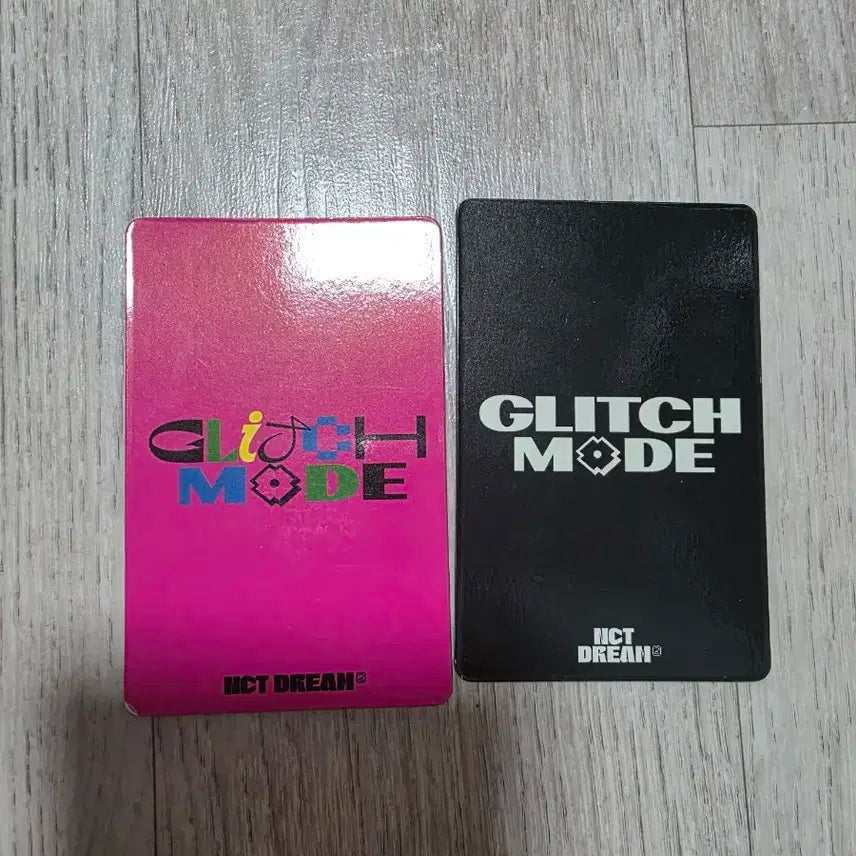 GLiTCH
MODE
NCT DREAM
GLITCH
MODE
NCT
DREAM